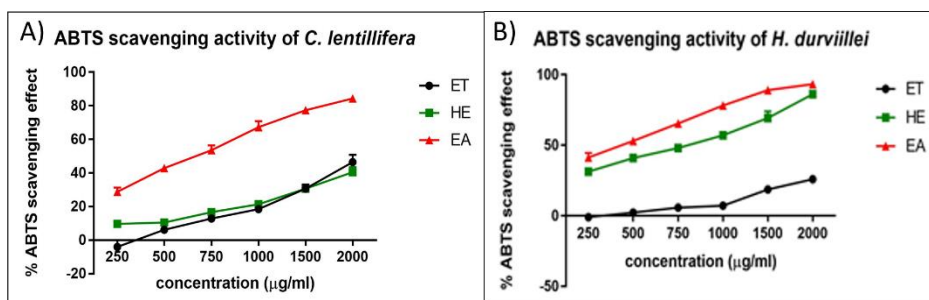 A) ABTS scavenging activity of C. lentillifera
% ABTS scavenging effect
100
80
60
40
20
0
-20
250 500 750 1000 1500 2000
concentration (μg/ml)
ET
HE
EA
B) ABTS scavenging activity of H. durviillei
% ABTS scavenging effect
100
50
0
-50
250 500 750 1000 1500 2000
concentration (μg/ml)
ET
HE
EA